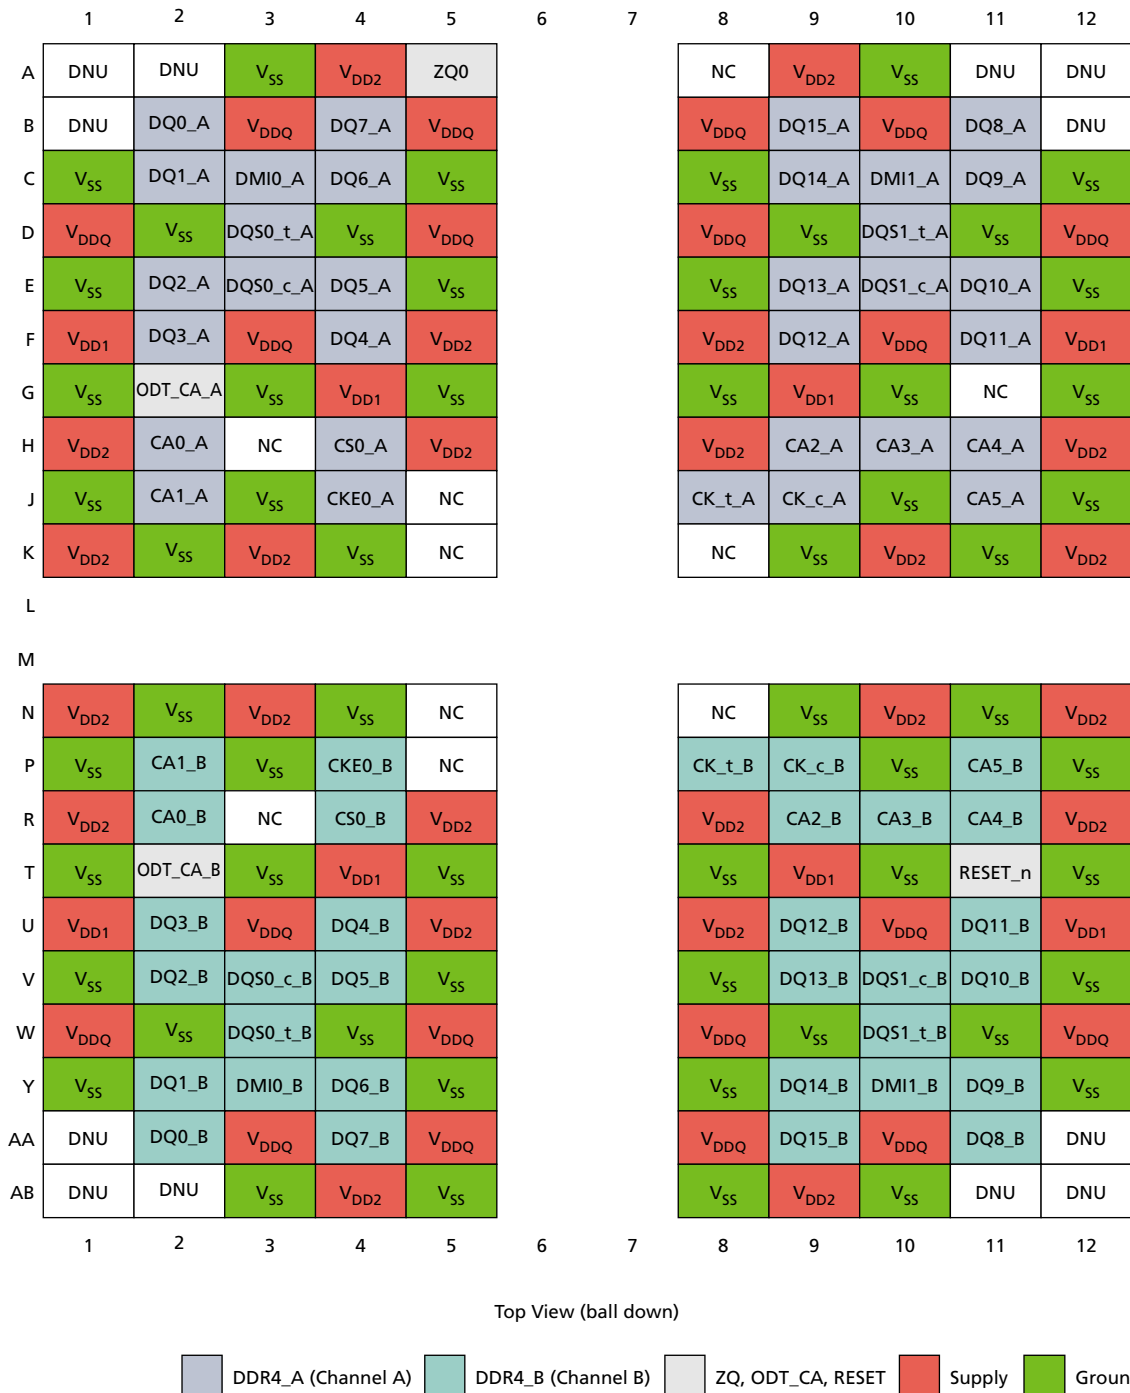 1 2 3 4 5 6 7 8 9 10 11 12
A DNU DNU VSS VDD2 ZQ0 NC VDD2 VSS DNU DNU
B DNU DQ0_A VDDQ DQ7_A VDDQ VDDQ DQ15_A VDDQ DQ8_A DNU
C VSS DQ1_A DMI0_A DQ6_A VSS VSS DQ14_A DMI1_A DQ9_A VSS
D VDDQ VSS DQS0_t_A VSS VDDQ VDDQ VSS DQS1_t_A VSS VDDQ
E VSS DQ2_A DQS0_c_A DQ5_A VSS VSS DQ13_A DQS1_c_A DQ10_A VSS
F VDD1 DQ3_A VDDQ DQ4_A VDD2 VDD2 DQ12_A VDDQ DQ11_A VDD1
G VSS ODT_CA_A VSS VDD1 VSS VSS VDD1 VSS NC VSS
H VDD2 CA0_A NC CS0_A VDD2 VDD2 CA2_A CA3_A CA4_A VDD2
J VSS CA1_A VSS CKE0_A NC CK_t_A CK_c_A VSS CA5_A VSS
K VDD2 VSS VDD2 VSS NC NC VSS VDD2 VSS VDD2
L
M
N VDD2 VSS VDD2 VSS NC NC VSS VDD2 VSS VDD2
P VSS CA1_B VSS CKE0_B NC CK_t_B CK_c_B VSS CA5_B VSS
R VDD2 CA0_B NC CS0_B VDD2 VDD2 CA2_B CA3_B CA4_B VDD2
T VSS ODT_CA_B VSS VDD1 VSS VSS VDD1 VSS RESET_n VSS
U VDD1 DQ3_B VDDQ DQ4_B VDD2 VDD2 DQ12_B VDDQ DQ11_B VDD1
V VSS DQ2_B DQS0_c_B DQ5_B VSS VSS DQ13_B DQS1_c_B DQ10_B VSS
W VDDQ VSS DQS0_t_B VSS VDDQ VDDQ VSS DQS1_t_B VSS VDDQ
Y VSS DQ1_B DMI0_B DQ6_B VSS VSS DQ14_B DMI1_B DQ9_B VSS
AA DNU DQ0_B VDDQ DQ7_B VDDQ VDDQ DQ15_B VDDQ DQ8_B DNU
AB DNU DNU VSS VDD2 VSS VSS VDD2 VSS DNU DNU
1 2 3 4 5 6 7 8 9 10 11 12
Top View (ball down)
DDR4_A (Channel A) DDR4_B (Channel B) ZQ, ODT_CA, RESET Supply Groun